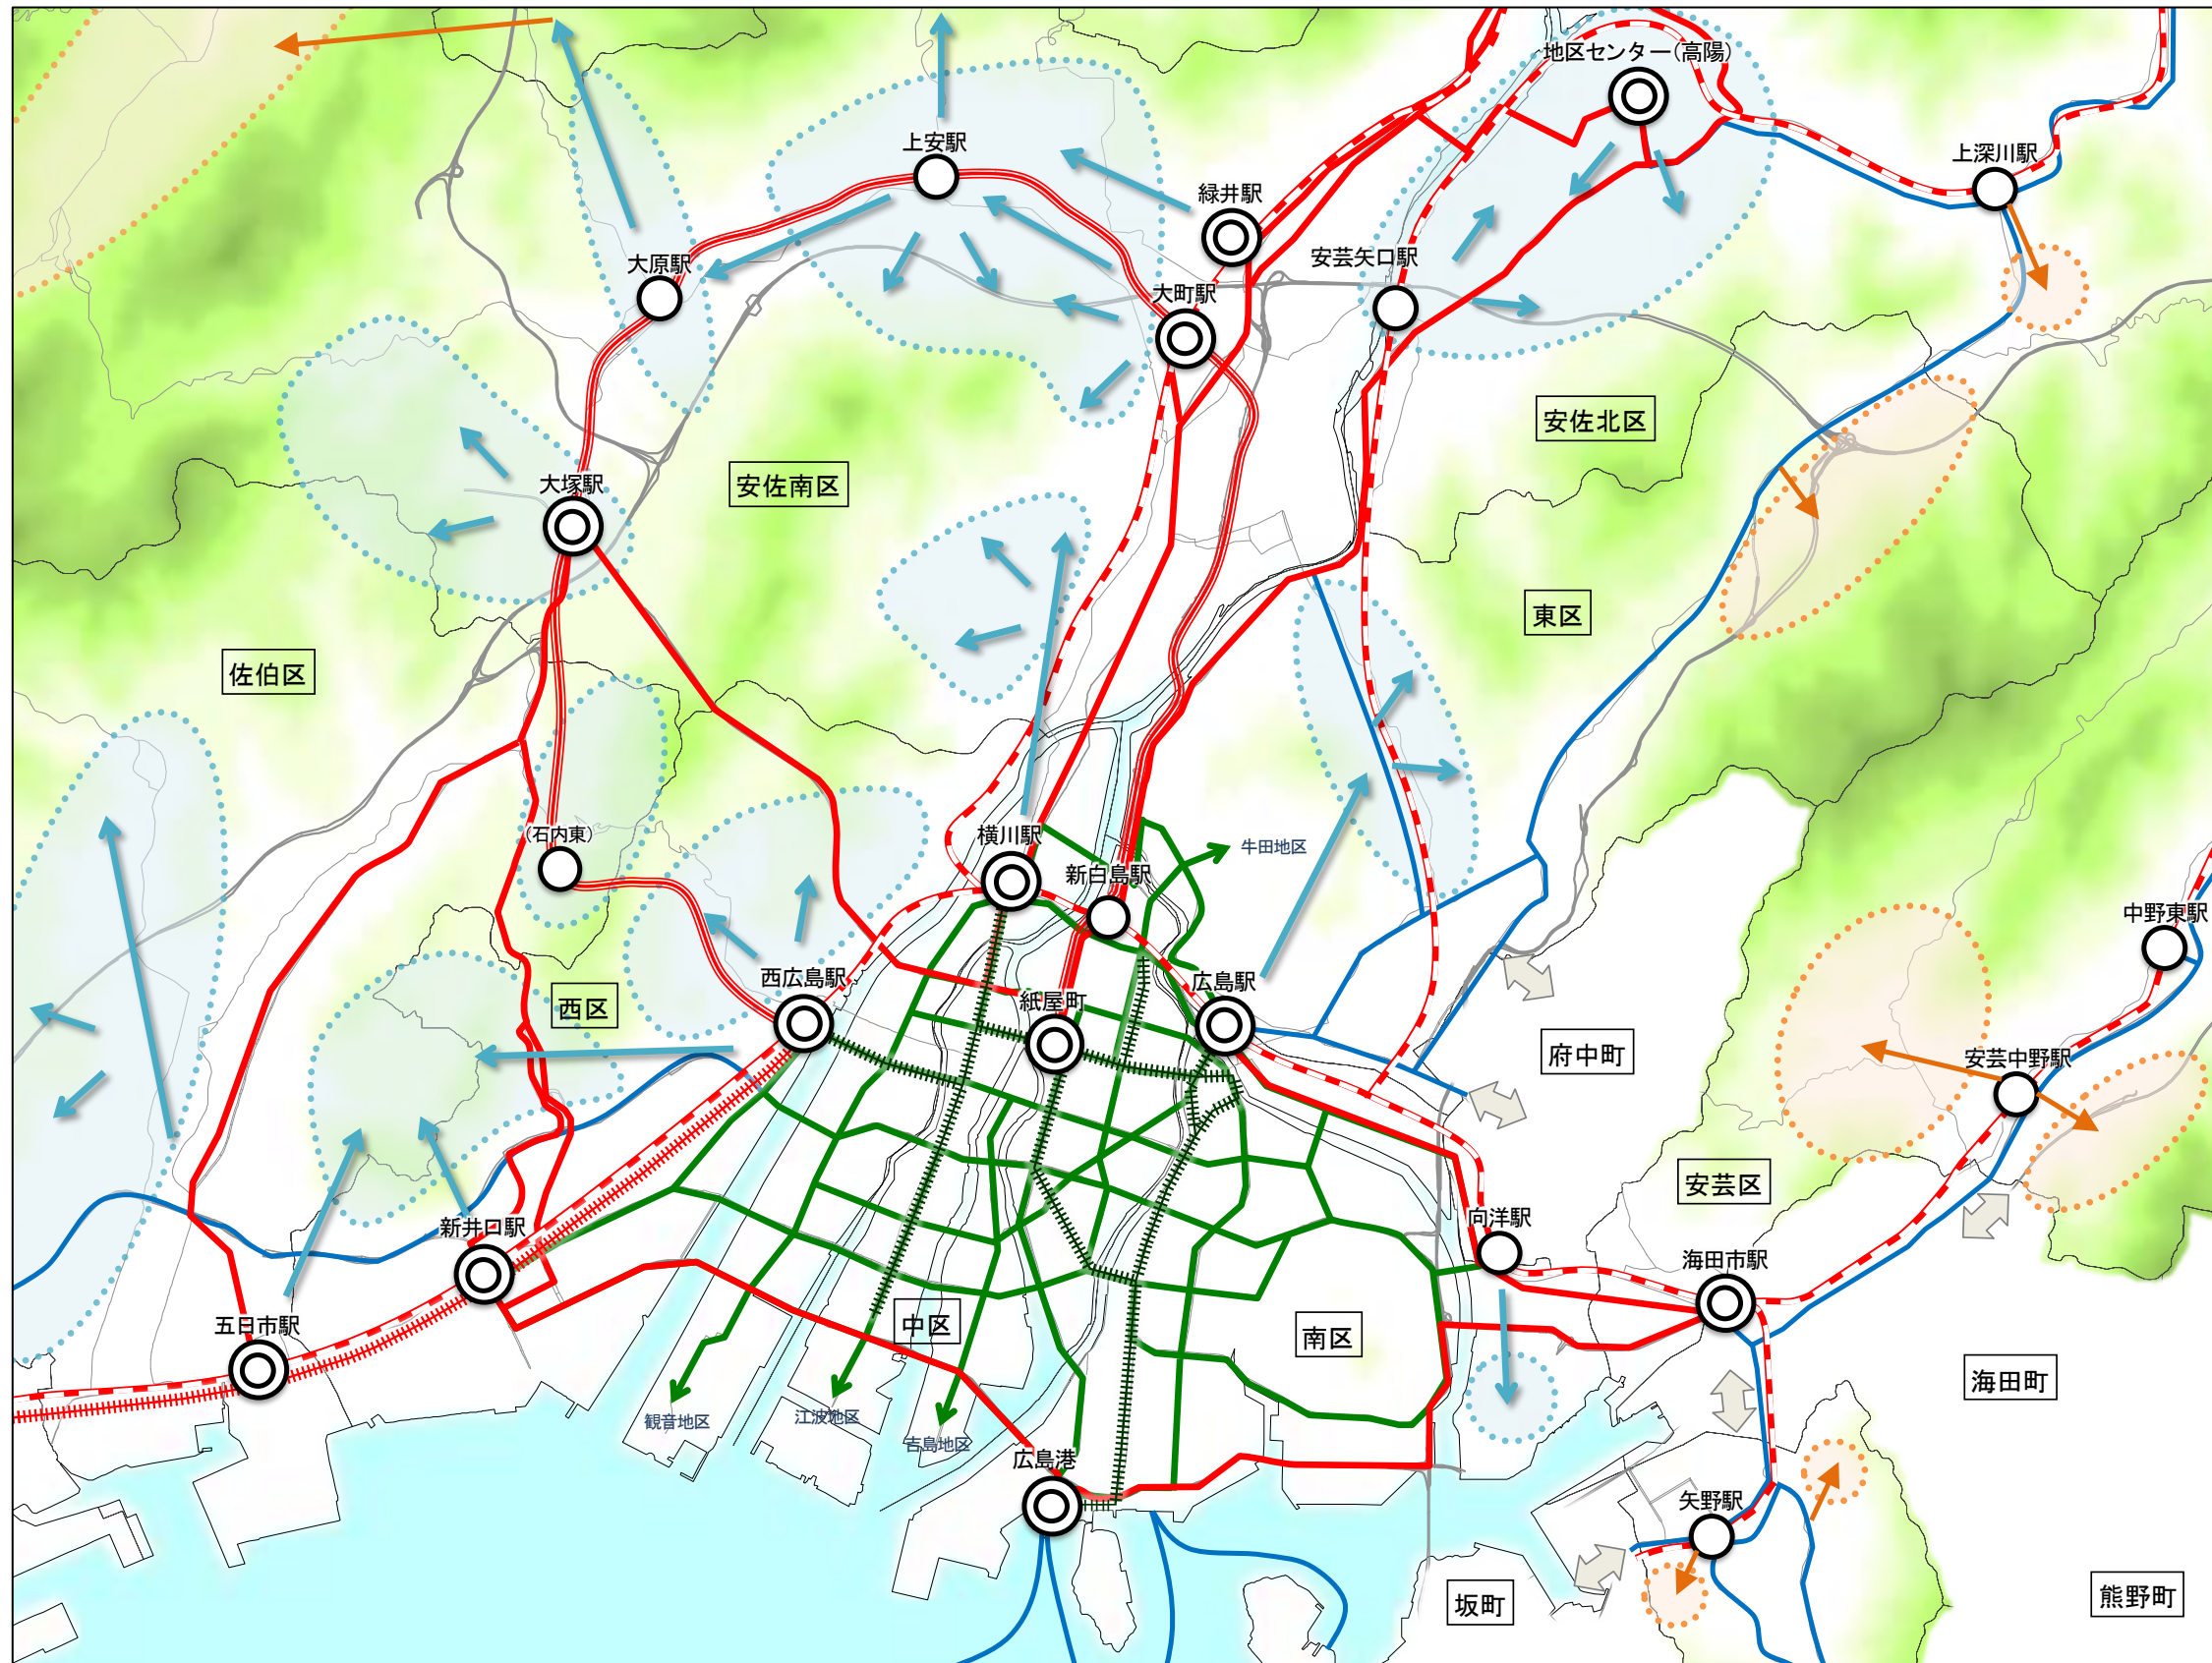 地区センター(高陽)
上安駅
上深川駅
緑井駅
大原駅
安芸矢口駅
大町駅
安佐北区
大塚駅
安佐南区
東区
佐伯区
(石内東)
横川駅
牛田地区
新白島駅
中野東駅
西広島駅
広島駅
西区
紙屋町
府中町
安芸中野駅
安芸区
新井口駅
向洋駅
海田市駅
五日市駅
中区
南区
海田町
観音地区
江波地区
吉島地区
広島港
矢野駅
坂町
熊野町